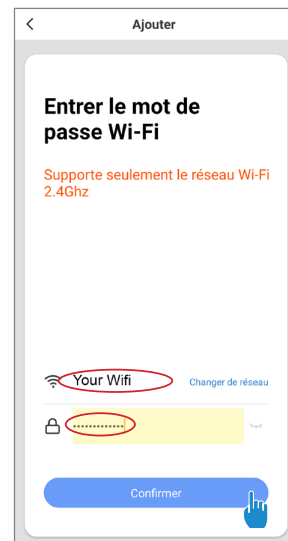 Ajouter
Entrer le mot de
passe Wi-Fi
Supporte seulement le réseau Wi-Fi
2.4Ghz
Your Wifi
Changer de réseau
••••••••••••
Confirmer